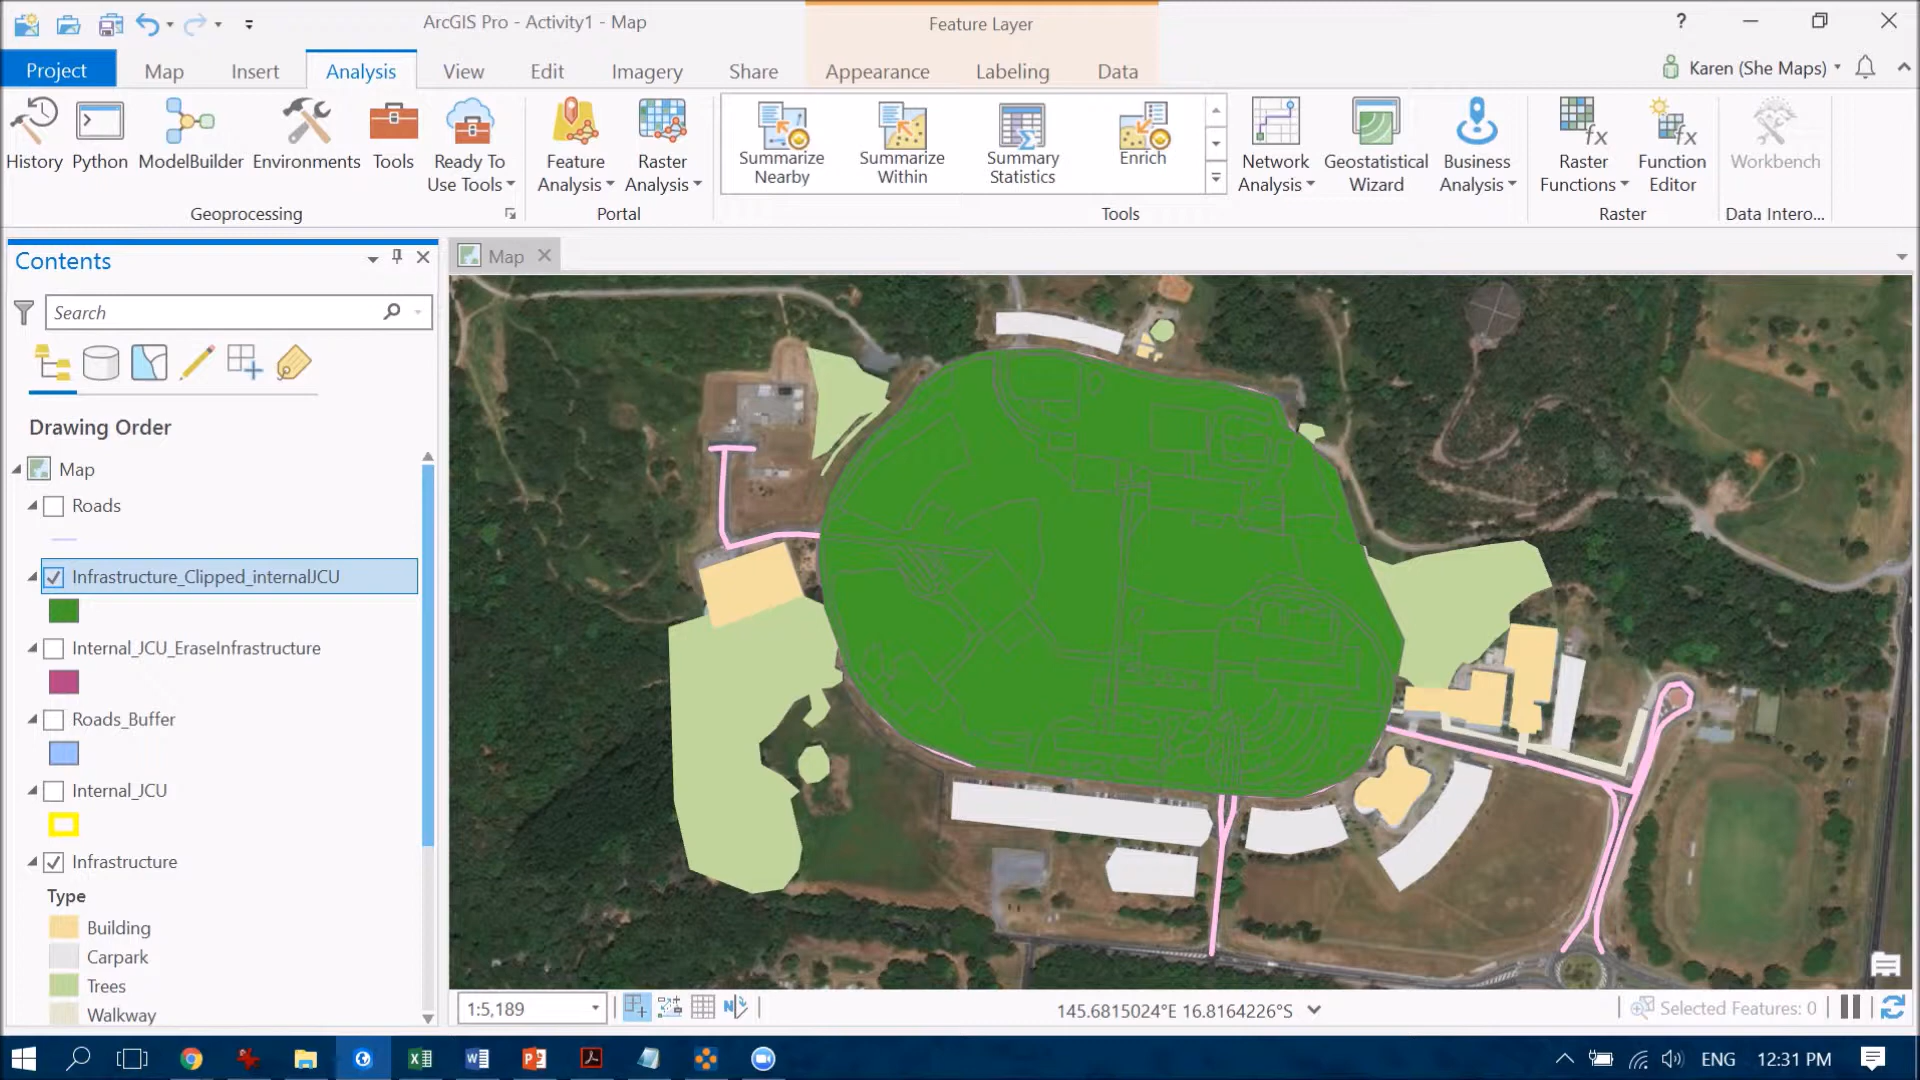 ArcGIS Pro - Activity1 - Map
Feature Layer
?
Project
Map
Insert
Analysis
View
Edit
Imagery
Share
Appearance
Labeling
Data
Karen (She Maps)
History
Python
ModelBuilder
Environments
Tools
Ready To
Use Tools
Feature
Analysis
Raster
Analysis
Summarize
Nearby
Summarize
Within
Summary
Statistics
Enrich
Network
Analysis
Geostatistical
Wizard
Business
Analysis
Raster
Functions
Function
Editor
Workbench
Geoprocessing
Portal
Tools
Raster
Data Intero...
Contents
Map
Search
Drawing Order
Map
Roads
Infrastructure_Clipped_internalJCU
Internal_JCU_EraseInfrastructure
Roads_Buffer
Internal_JCU
Infrastructure
Type
Building
Carpark
Trees
Walkway
1:5,189
145.6815024°E 16.8164226°S
Selected Features: 0
ENG
12:31 PM